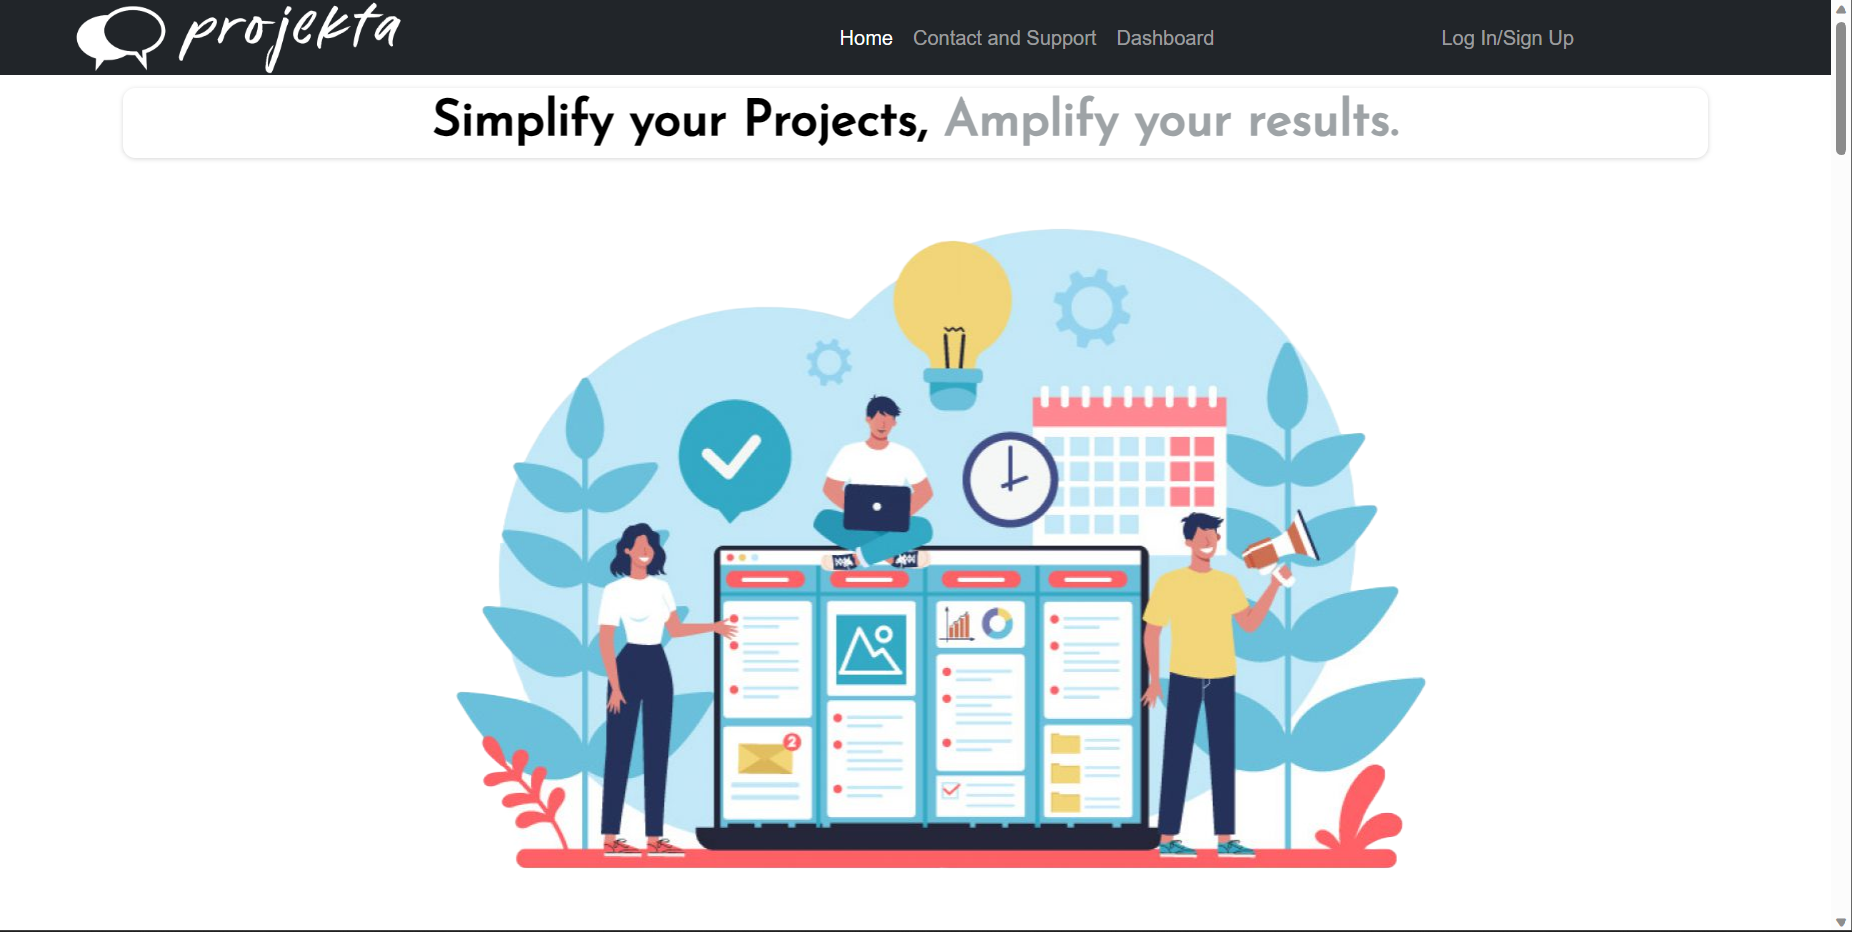 projekta
Home Contact and Support Dashboard Log In/Sign Up
Simplify your Projects, Amplify your results.
2